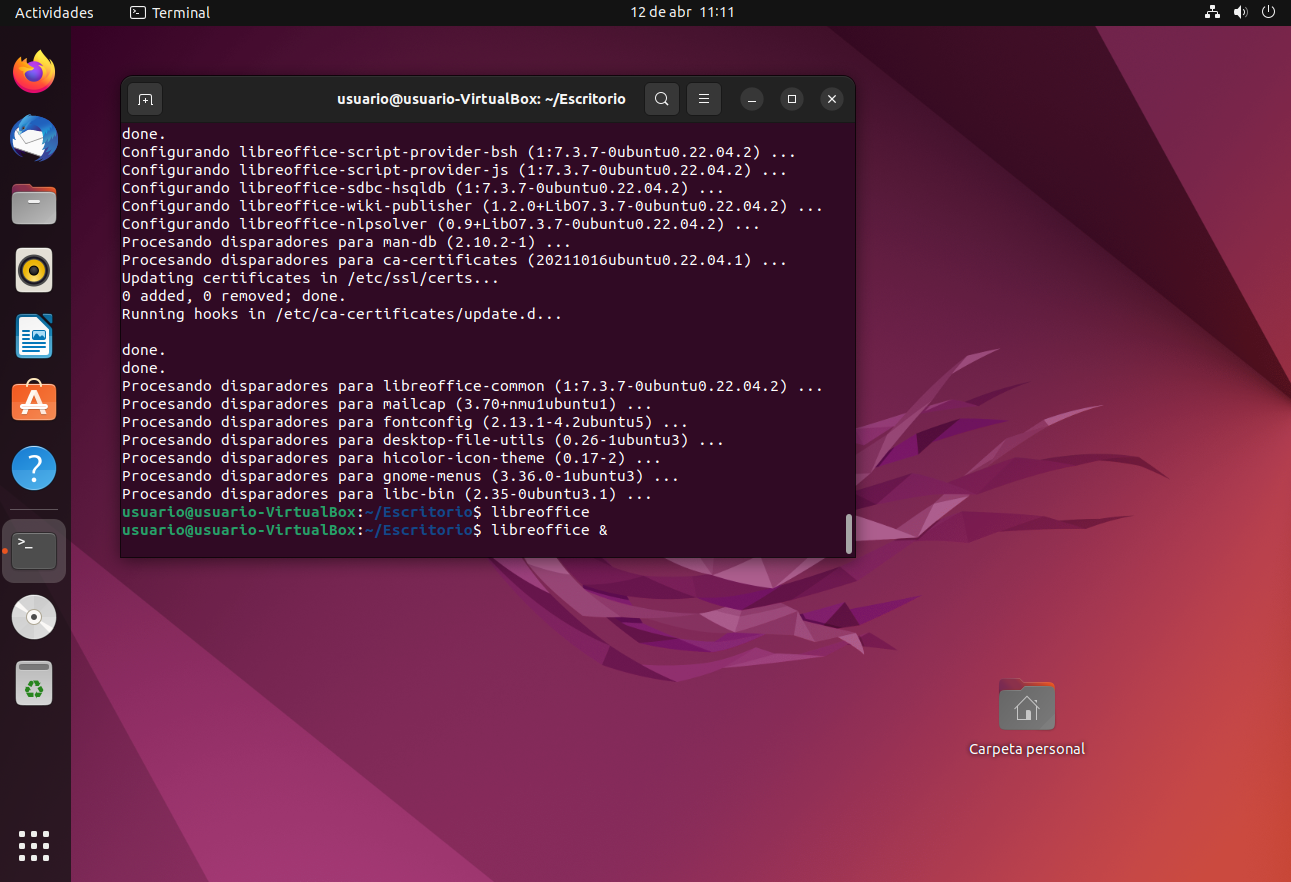 Actividades
Terminal
12 de abr 11:11
usuario@usuario-VirtualBox: ~/Escritorio
done.
Configurando libreoffice-script-provider-bsh (1:7.3.7-0ubuntu0.22.04.2) ...
Configurando libreoffice-script-provider-js (1:7.3.7-0ubuntu0.22.04.2) ...
Configurando libreoffice-sdbc-hsqldb (1:7.3.7-0ubuntu0.22.04.2) ...
Configurando libreoffice-wiki-publisher (1.2.0+LibO7.3.7-0ubuntu0.22.04.2) ...
Configurando libreoffice-nlpsolver (0.9+LibO7.3.7-0ubuntu0.22.04.2) ...
Procesando disparadores para man-db (2.10.2-1) ...
Procesando disparadores para ca-certificates (20211016ubuntu0.22.04.1) ...
Updating certificates in /etc/ssl/certs...
0 added, 0 removed; done.
Running hooks in /etc/ca-certificates/update.d...
done.
done.
Procesando disparadores para libreoffice-common (1:7.3.7-0ubuntu0.22.04.2) ...
Procesando disparadores para mailcap (3.70+nmu1ubuntu1) ...
Procesando disparadores para fontconfig (2.13.1-4.2ubuntu5) ...
Procesando disparadores para desktop-file-utils (0.26-1ubuntu3) ...
Procesando disparadores para hicolor-icon-theme (0.17-2) ...
Procesando disparadores para gnome-menus (3.36.0-1ubuntu3) ...
Procesando disparadores para libc-bin (2.35-0ubuntu3.1) ...
usuario@usuario-VirtualBox:~/Escritorio$ libreoffice
usuario@usuario-VirtualBox:~/Escritorio$ libreoffice &
Carpeta personal